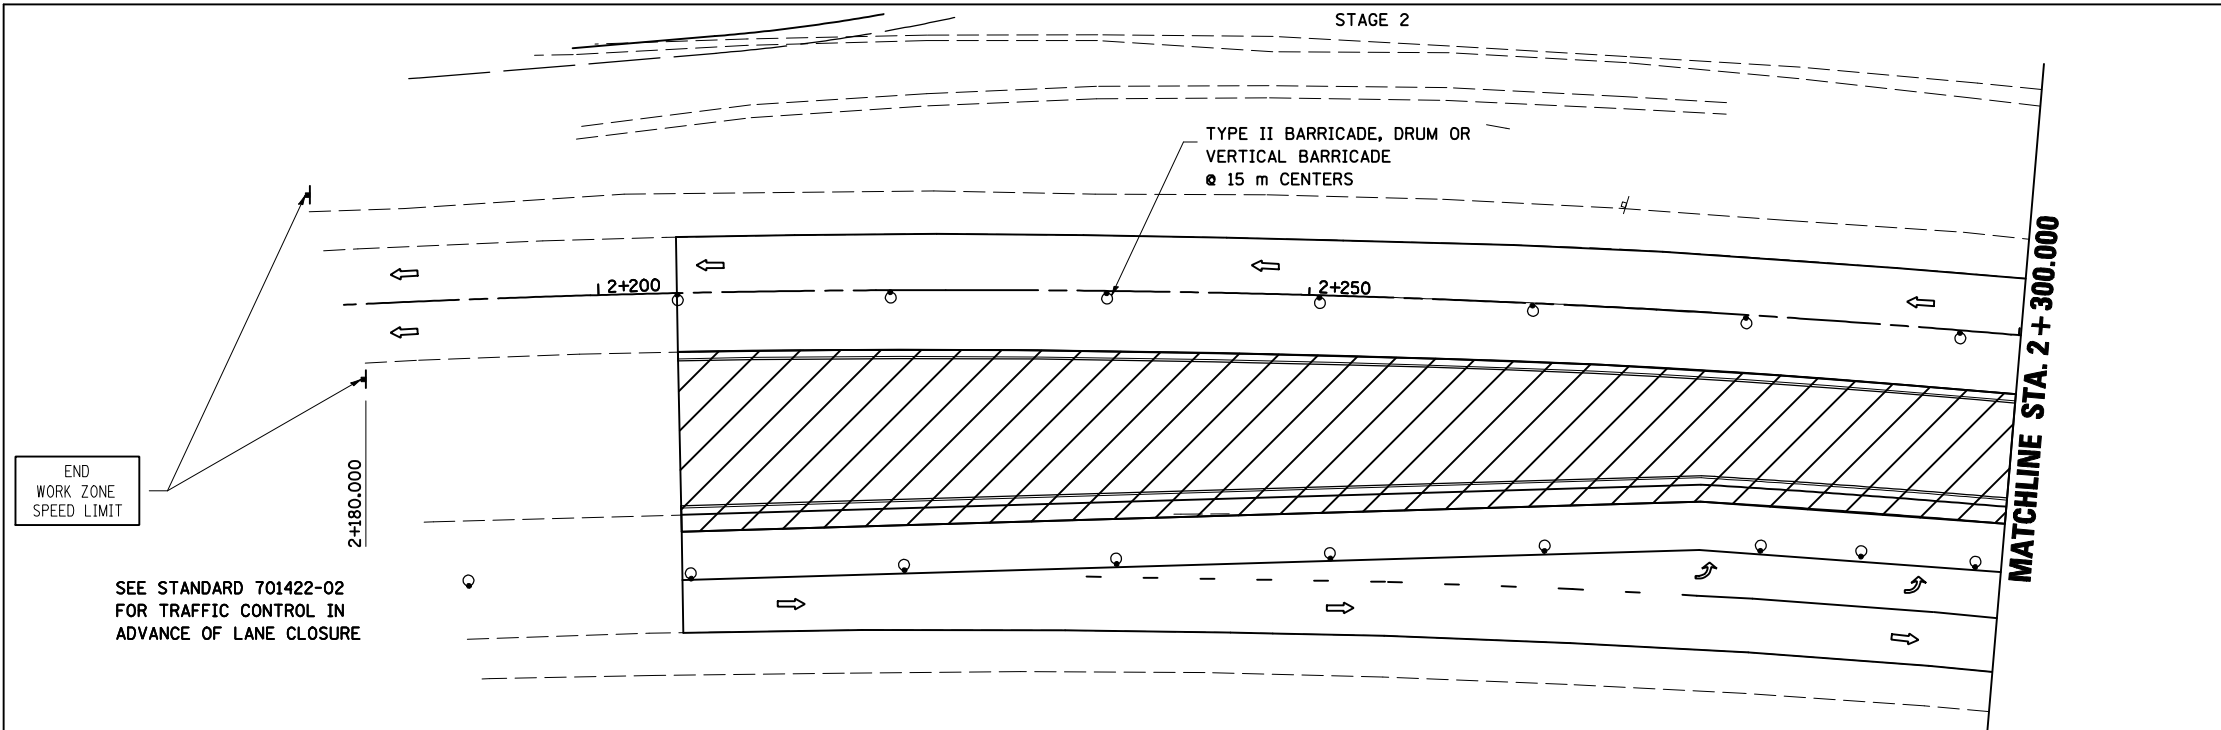 STAGE 2
TYPE II BARRICADE, DRUM OR
VERTICAL BARRICADE
@ 15 m CENTERS
2+200
2+250
MATCHLINE STA. 2+300.000
END
WORK ZONE
SPEED LIMIT
2+180.000
SEE STANDARD 701422-02
FOR TRAFFIC CONTROL IN
ADVANCE OF LANE CLOSURE